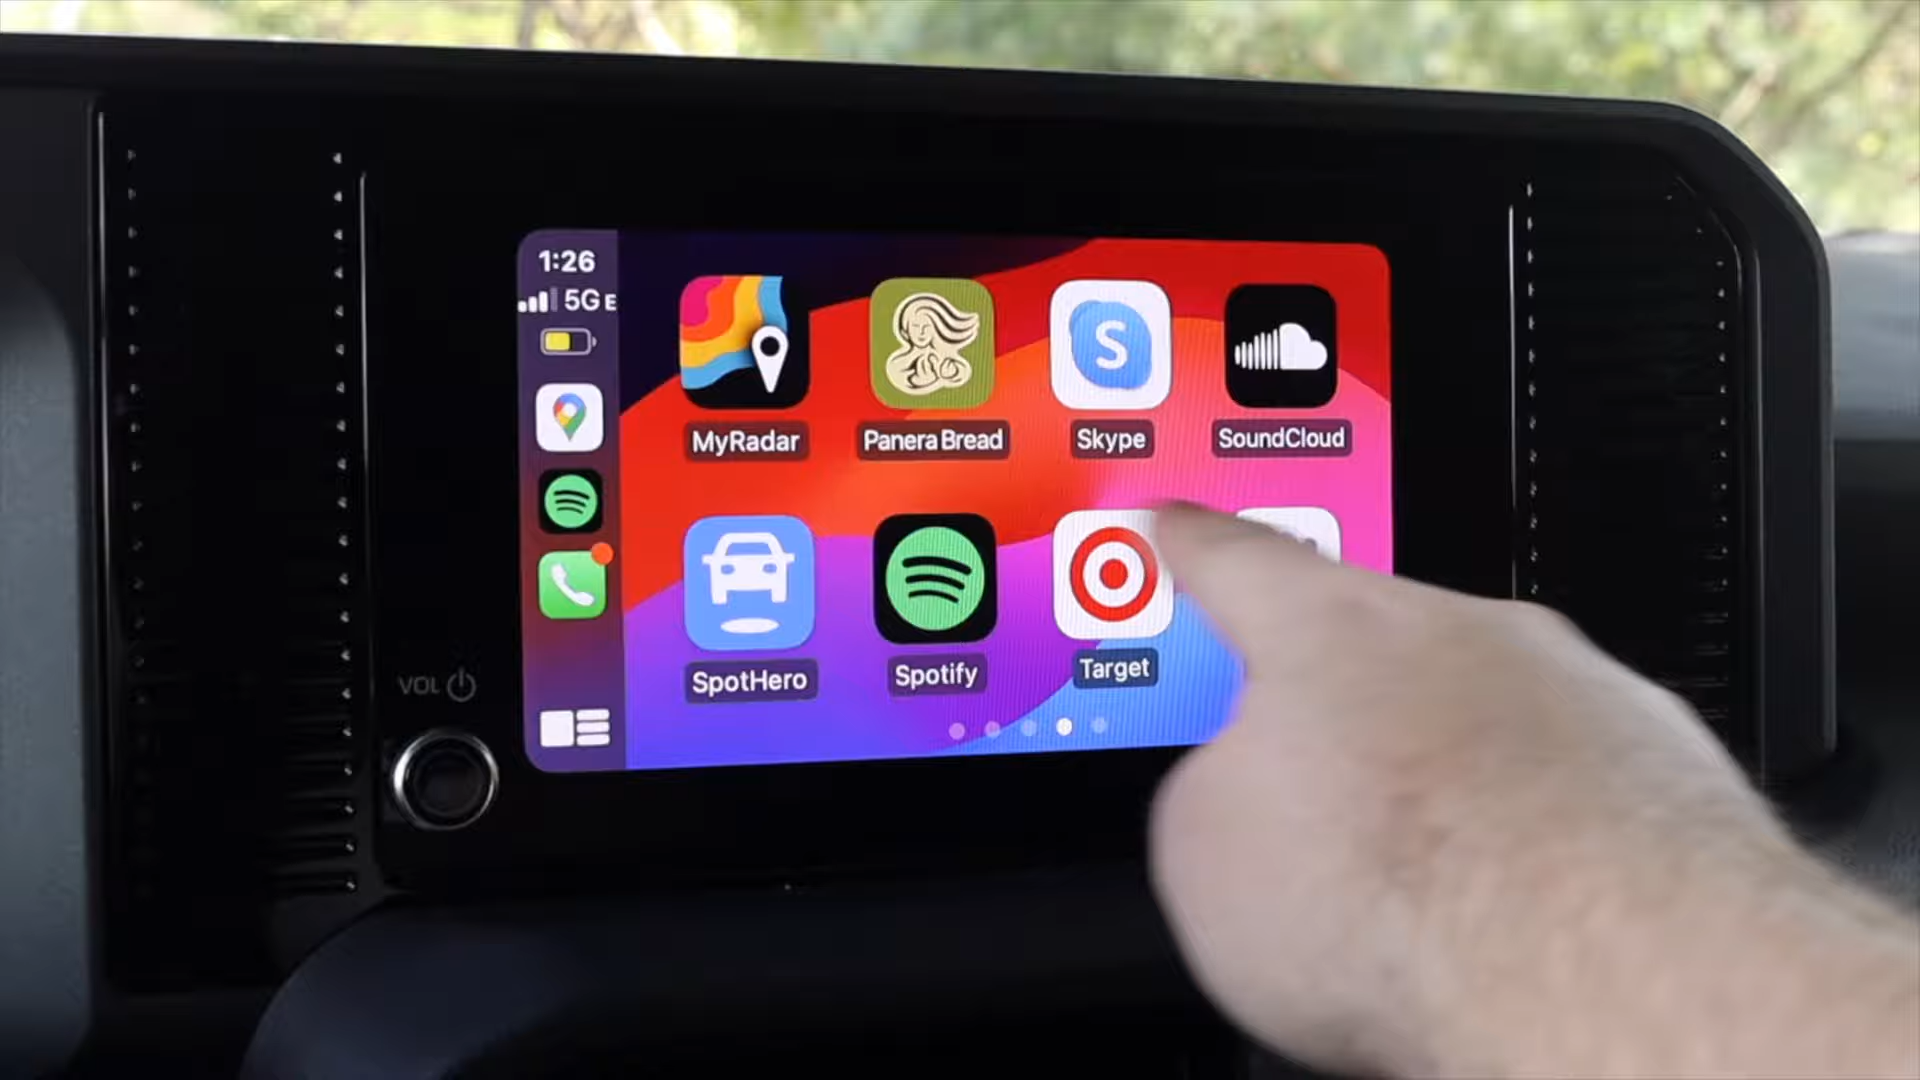 1:26
5G E
MyRadar
Panera Bread
S
Skype
SoundCloud
SpotHero
Spotify
Target
VOL